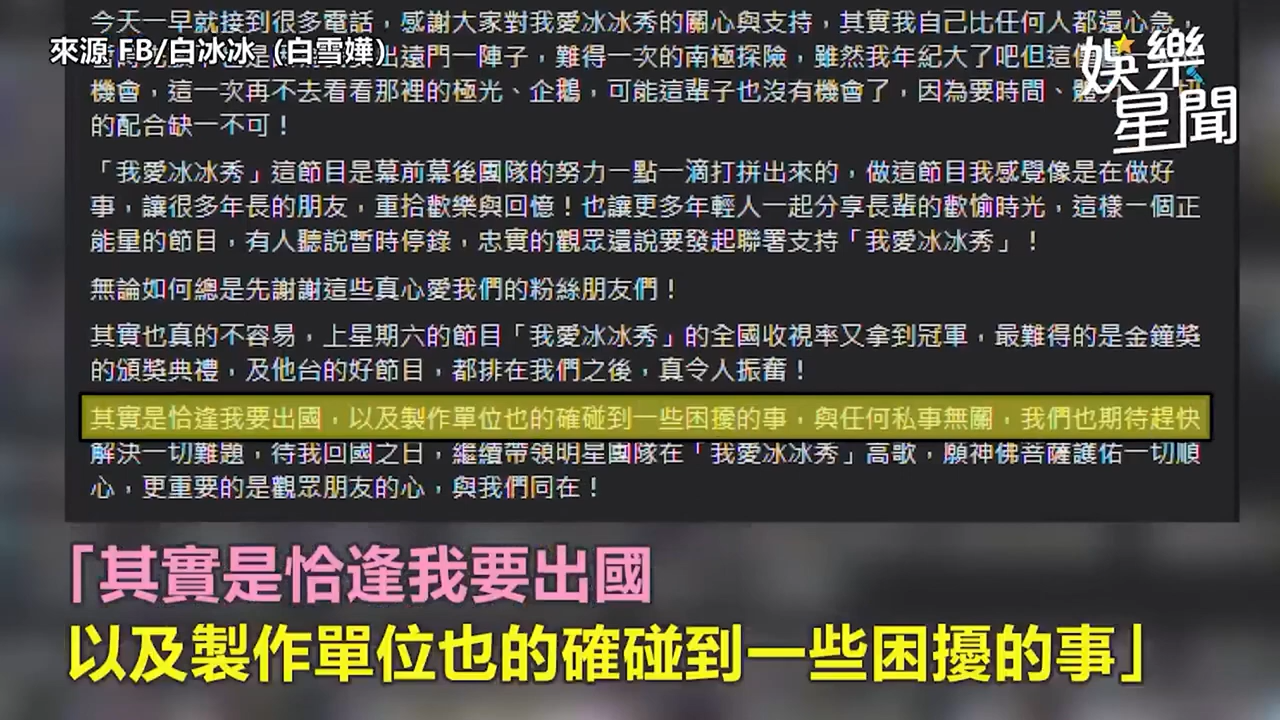 今天一早就接到很多電話，感謝大家對我愛冰冰秀的關心與支持，其實我自己比任何人都還心急，
來源 FB/白冰冰（白雪嬅）
出遠門一陣子，難得一次的南極探險，雖然我年紀大了吧但這
娛樂星聞
機會，這一次再不去看看那裡的極光、企鵝，可能這輩子也沒有機會了，因為要時間、體力
的配合缺一不可！
「我愛冰冰秀」這節目是幕前幕後團隊的努力一點一滴打拼出來的，做這節目我感覺像是在做好
事，讓很多年長的朋友，重拾歡樂與回憶！也讓更多年輕人一起分享長輩的歡愉時光，這樣一個正
能量的節目，有人聽說暫時停錄，忠實的觀眾還說要發起聯署支持「我愛冰冰秀」！
無論如何總是先謝謝這些真心愛我們的粉絲朋友們！
其實也真的不容易，上星期六的節目「我愛冰冰秀」的全國收視率又拿到冠軍，最難得的是金鐘獎
的頒獎典禮，及他台的好節目，都排在我們之後，真令人振奮！
其實是恰逢我要出國，以及製作單位也的確碰到一些困擾的事，與任何私事無關，我們也期待趕快
解決一切難題，待我回國之日，繼續帶領明星團隊在「我愛冰冰秀」高歌，願神佛菩薩護佑一切順
心，更重要的是觀眾朋友的心，與我們同在！
「其實是恰逢我要出國
以及製作單位也的確碰到一些困擾的事」